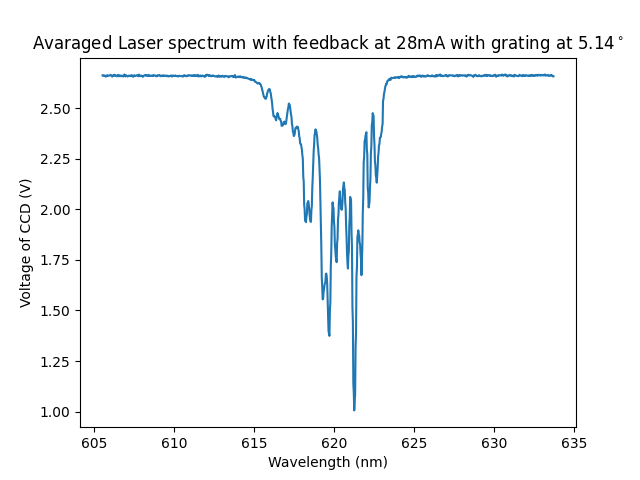 Avaraged Laser spectrum with feedback at 28mA with grating at 5.14°
2.50
2.25
2.00
1.75
1.50
1.25
1.00
Voltage of CCD (V)
605 610 615 620 625 630 635
Wavelength (nm)